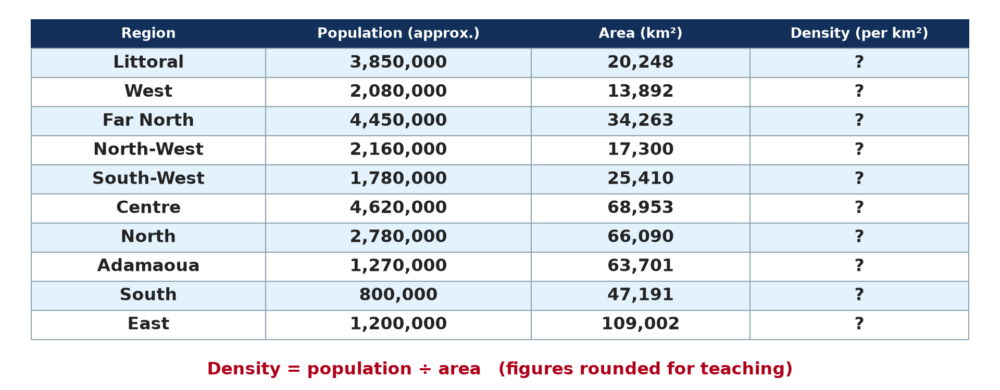 Region Population (approx.) Area (km²) Density (per km²)
Littoral 3,850,000 20,248 ?
West 2,080,000 13,892 ?
Far North 4,450,000 34,263 ?
North-West 2,160,000 17,300 ?
South-West 1,780,000 25,410 ?
Centre 4,620,000 68,953 ?
North 2,780,000 66,090 ?
Adamaoua 1,270,000 63,701 ?
South 800,000 47,191 ?
East 1,200,000 109,002 ?
Density = population ÷ area (figures rounded for teaching)